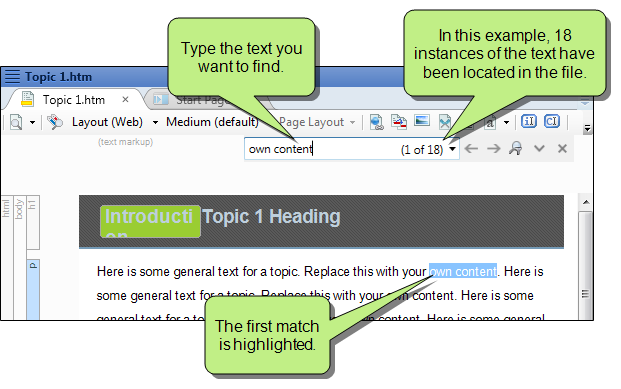 Type the text you
want to find.
In this example, 18
instances of the text have
been located in the file.
Topic 1.htm
Topic 1.htm
Start Page
Layout (Web)
Medium (default)
Page Layout
a
(text markup)
own content
(1 of 18)
html
body
h1
Introducti
on
Topic 1 Heading
p
Here is some general text for a topic. Replace this with your own content. Here is
some general text for a topic. Replace this with your own content. Here is some
general text for a own content. Here is some general
The first match
is highlighted.